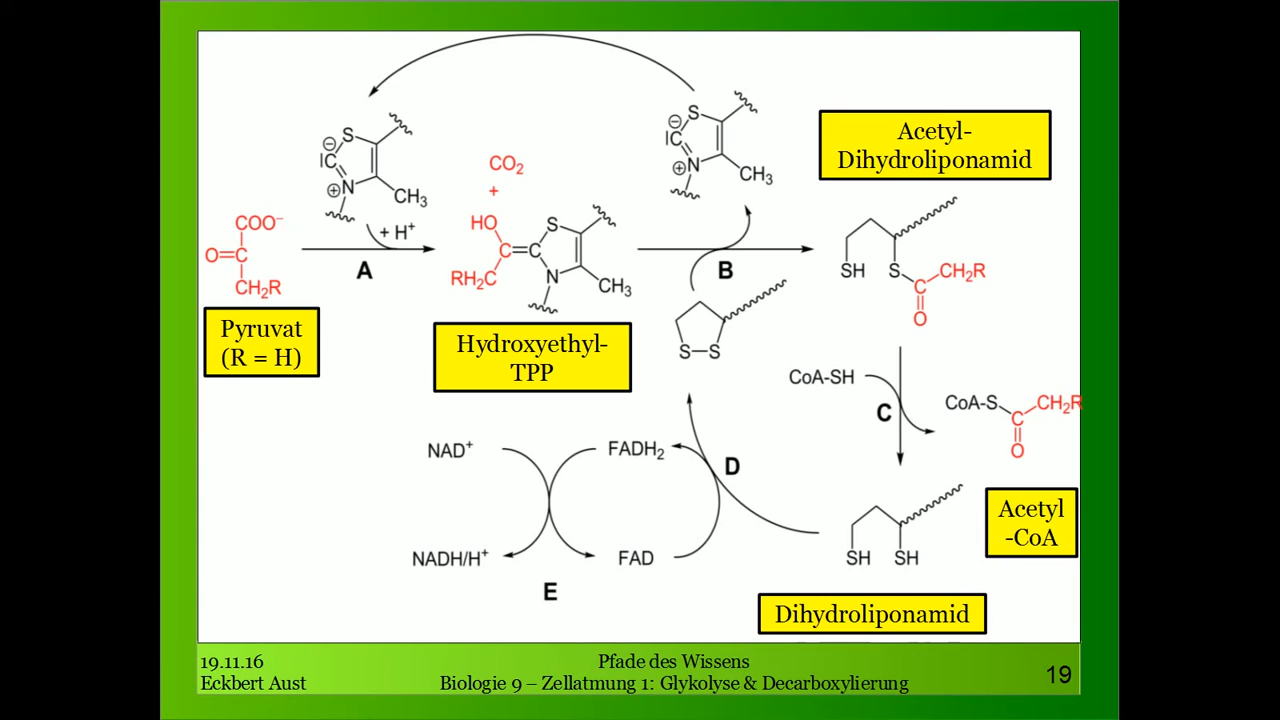 S
C
N
CH₃
COO⁻
O
C
CH₂R
Pyruvat
(R = H)
+ H⁺
A
CO₂
+
HO
C
C
S
N
RH₂C
CH₃
Hydroxyethyl-
TPP
S
C
N
CH₃
B
S
S
Acetyl-
Dihydroliponamid
SH
S
C
CH₂R
O
CoA-SH
C
CoA-S
C
CH₂R
O
Acetyl
-CoA
SH
SH
Dihydroliponamid
D
NAD⁺
FADH₂
NADH/H⁺
FAD
E
19.11.16
Eckbert Aust
Pfade des Wissens
Biologie 9 – Zellatmung 1: Glykolyse & Decarboxylierung
19